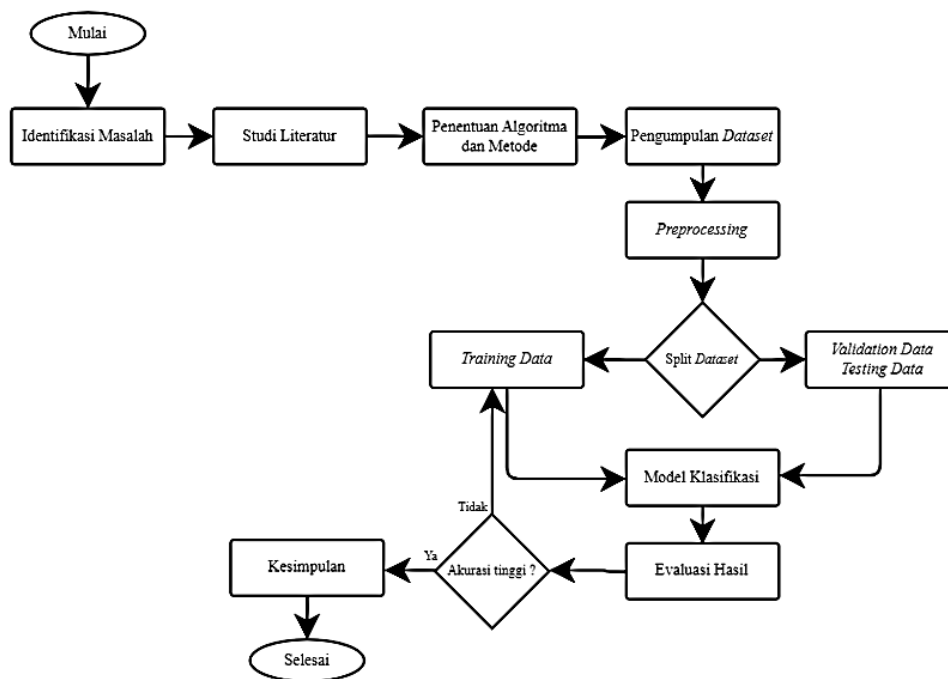 Mulai
Identifikasi Masalah
Studi Literatur
Penentuan Algoritma
dan Metode
Pengumpulan Dataset
Preprocessing
Split Dataset
Training Data
Validation Data
Testing Data
Model Klasifikasi
Evaluasi Hasil
Akurasi tinggi ?
Tidak
Ya
Kesimpulan
Selesai